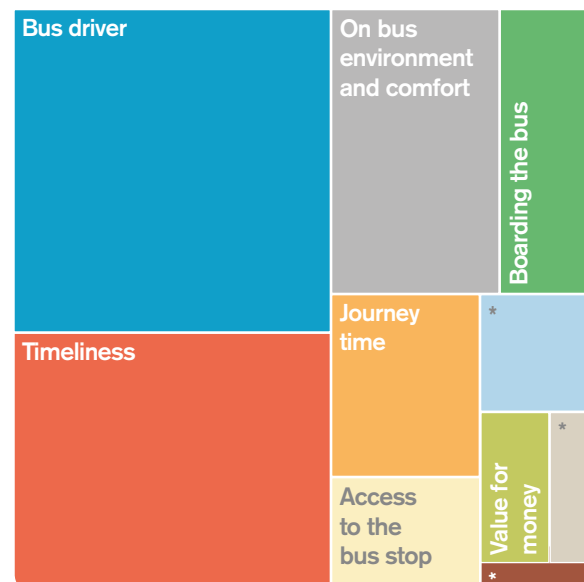 Bus driver
On bus
environment
and comfort
Boarding the bus
Timeliness
Journey
time
*
Value for
money
*
Access
to the
bus stop
*